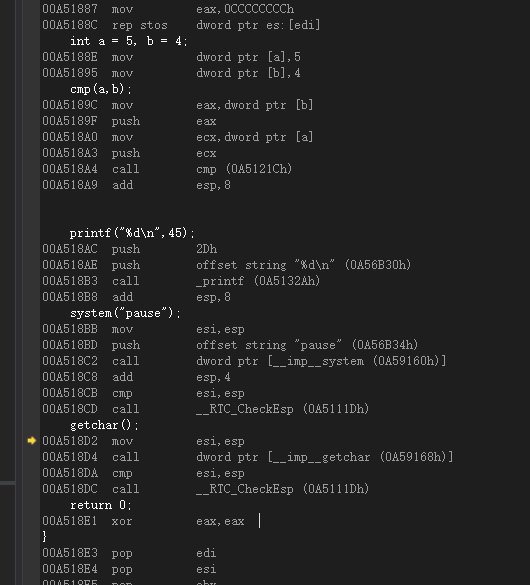 00A51887 mov eax,0CCCCCCCCh
00A5188C rep stos dword ptr es:[edi]
int a = 5, b = 4;
00A5188E mov dword ptr [a],5
00A51895 mov dword ptr [b],4
cmp(a,b);
00A5189C mov eax,dword ptr [b]
00A5189F push eax
00A518A0 mov ecx,dword ptr [a]
00A518A3 push ecx
00A518A4 call cmp (0A5121Ch)
00A518A9 add esp,8
printf("%d\n",45);
00A518AC push 2Dh
00A518AE push offset string "%d\n" (0A56B30h)
00A518B3 call _printf (0A5132Ah)
00A518B8 add esp,8
system("pause");
00A518BB mov esi,esp
00A518BD push offset string "pause" (0A56B34h)
00A518C2 call dword ptr [__imp__system (0A59160h)]
00A518C8 add esp,4
00A518CB cmp esi,esp
00A518CD call __RTC_CheckEsp (0A5111Dh)
getchar();
00A518D2 mov esi,esp
00A518D4 call dword ptr [__imp__getchar (0A59168h)]
00A518DA cmp esi,esp
00A518DC call __RTC_CheckEsp (0A5111Dh)
return 0;
00A518E1 xor eax,eax
}
00A518E3 pop edi
00A518E4 pop esi
00A518E5 pop ebx